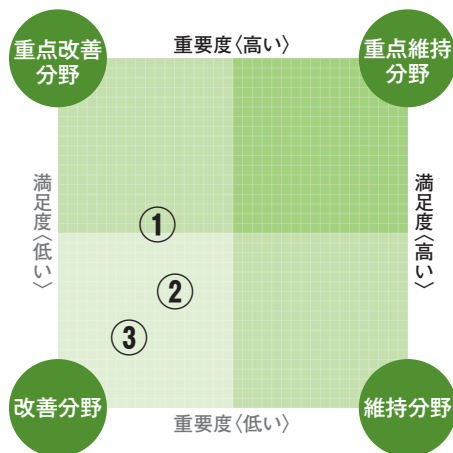 重点改善
分野
重要度〈高い〉
重点維持
分野
満足度〈低い〉
満足度〈高い〉
①
②
③
改善分野
重要度〈低い〉
維持分野